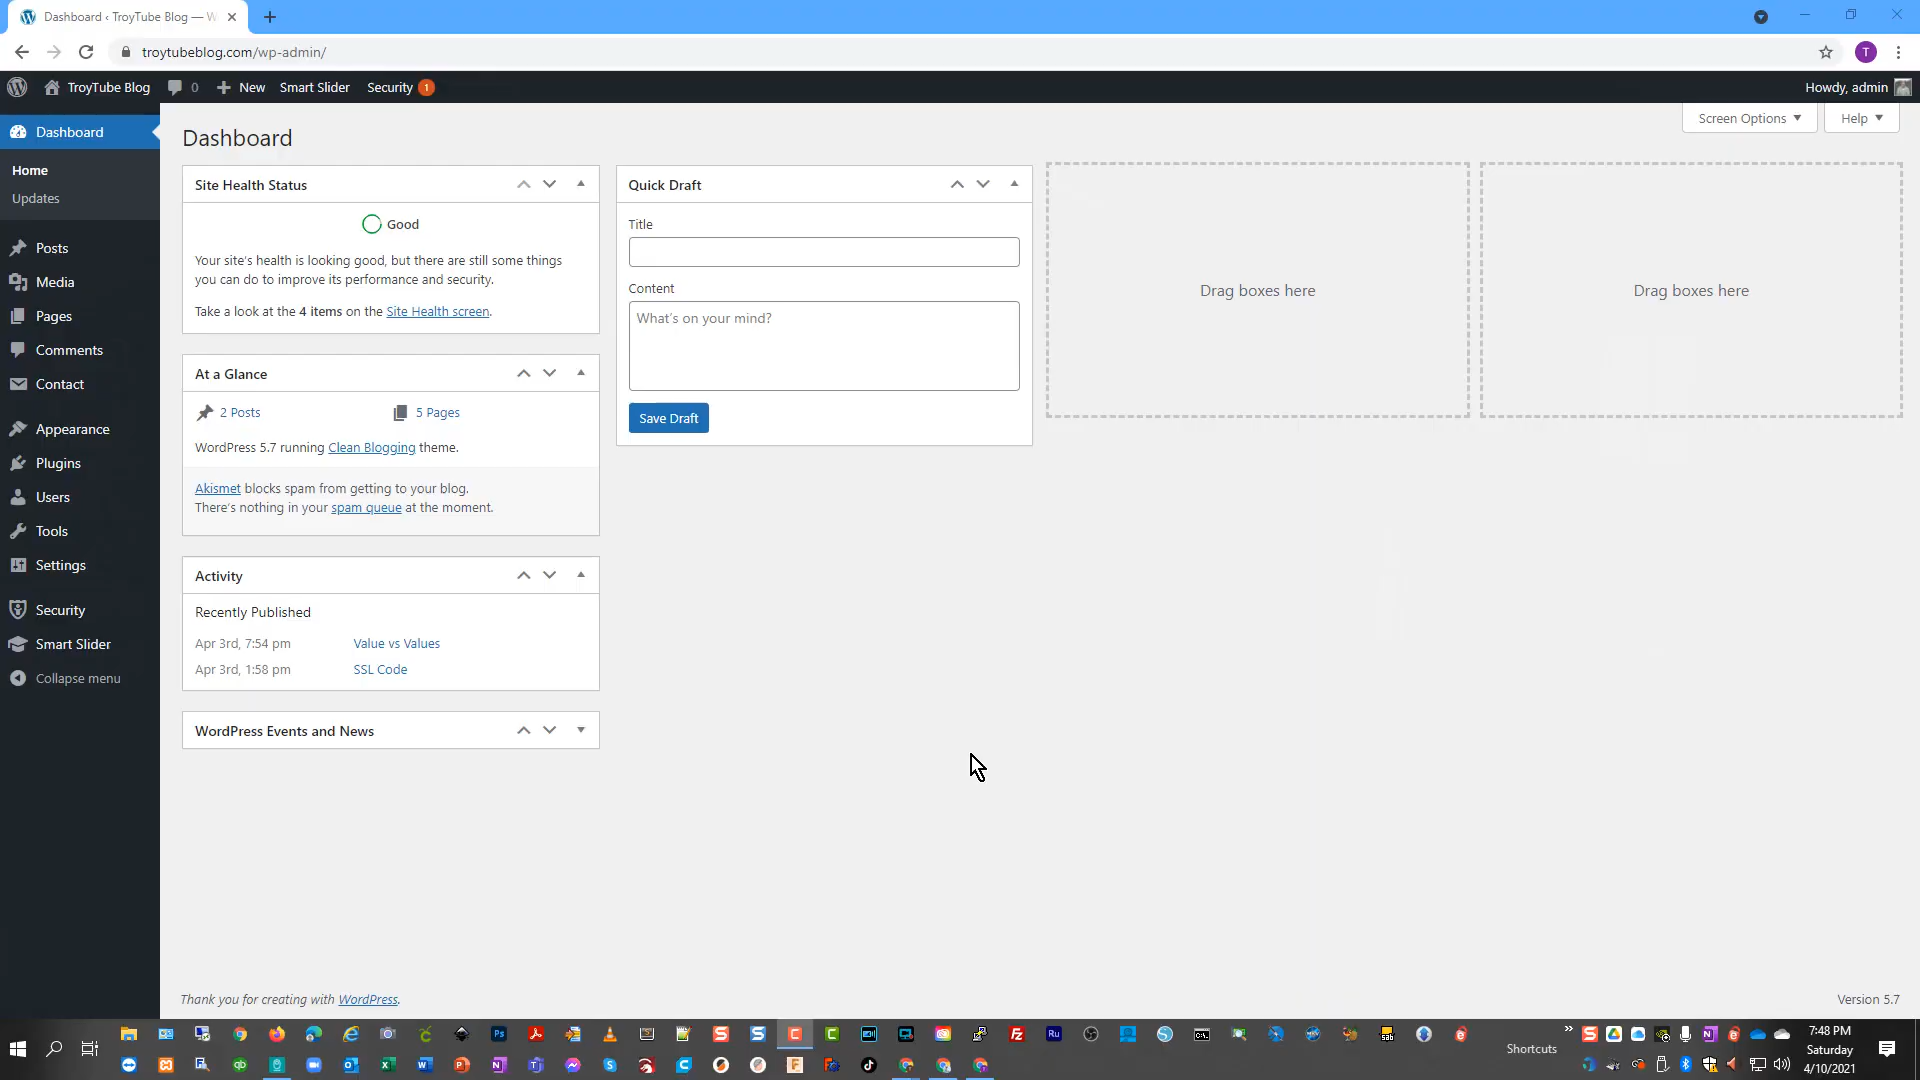 Dashboard ‹ TroyTube Blog — W
troytubeblog.com/wp-admin/
T
TroyTube Blog 0 New Smart Slider Security 1
Howdy, admin
Screen Options
Help
Dashboard
Home
Updates
Posts
Media
Pages
Comments
Contact
Appearance
Plugins
Users
Tools
Settings
Security
Smart Slider
Collapse menu
Dashboard
Site Health Status
Good
Your site's health is looking good, but there are still some things
you can do to improve its performance and security.
Take a look at the 4 items on the Site Health screen.
At a Glance
2 Posts
5 Pages
WordPress 5.7 running Clean Blogging theme.
Akismet blocks spam from getting to your blog.
There's nothing in your spam queue at the moment.
Activity
Recently Published
Apr 3rd, 7:54 pm Value vs Values
Apr 3rd, 1:58 pm SSL Code
WordPress Events and News
Quick Draft
Title
Content
What's on your mind?
Save Draft
Drag boxes here
Drag boxes here
Thank you for creating with WordPress.
Version 5.7
Shortcuts
7:48 PM
Saturday
4/10/2021